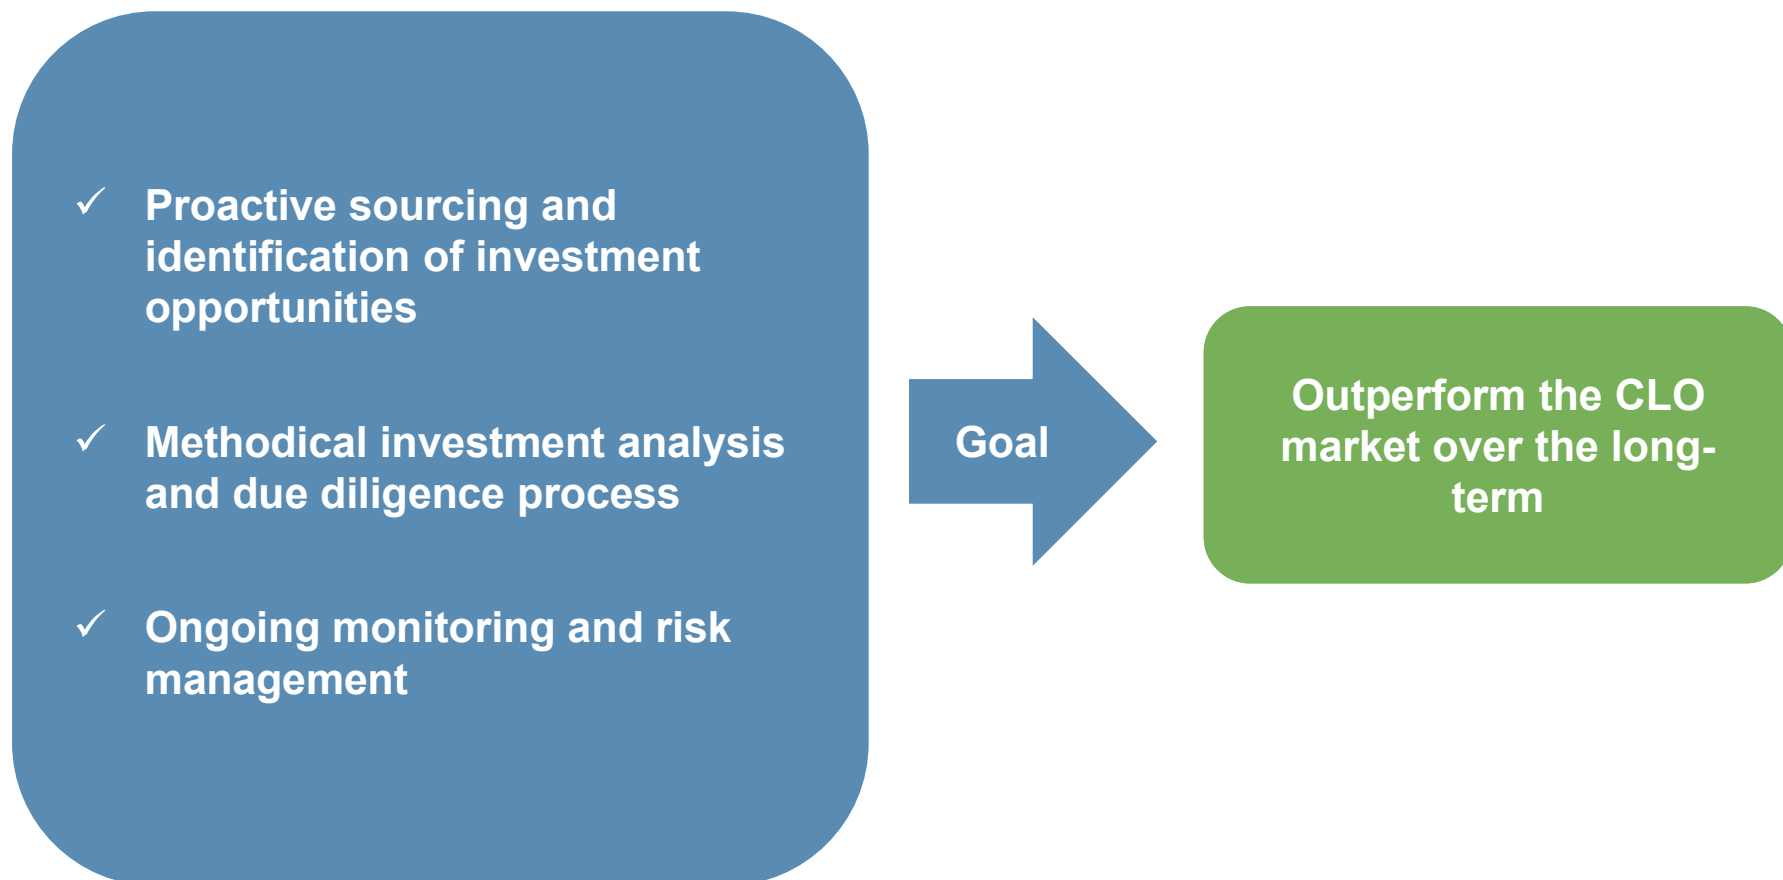 ✓ Proactive sourcing and
identification of investment
opportunities
✓ Methodical investment analysis
and due diligence process
✓ Ongoing monitoring and risk
management
Goal
Outperform the CLO
market over the long-
term